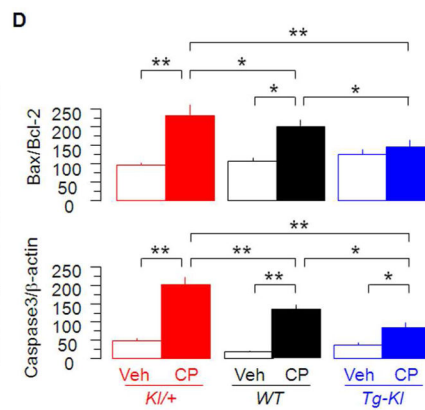 D
**
** *
* *
Bax/Bcl-2
250
200
150
100
50
0
**
** ** *
** *
Caspase3/β-actin
250
200
150
100
50
0
Veh CP Veh CP Veh CP
Kl/+ WT Tg-Kl